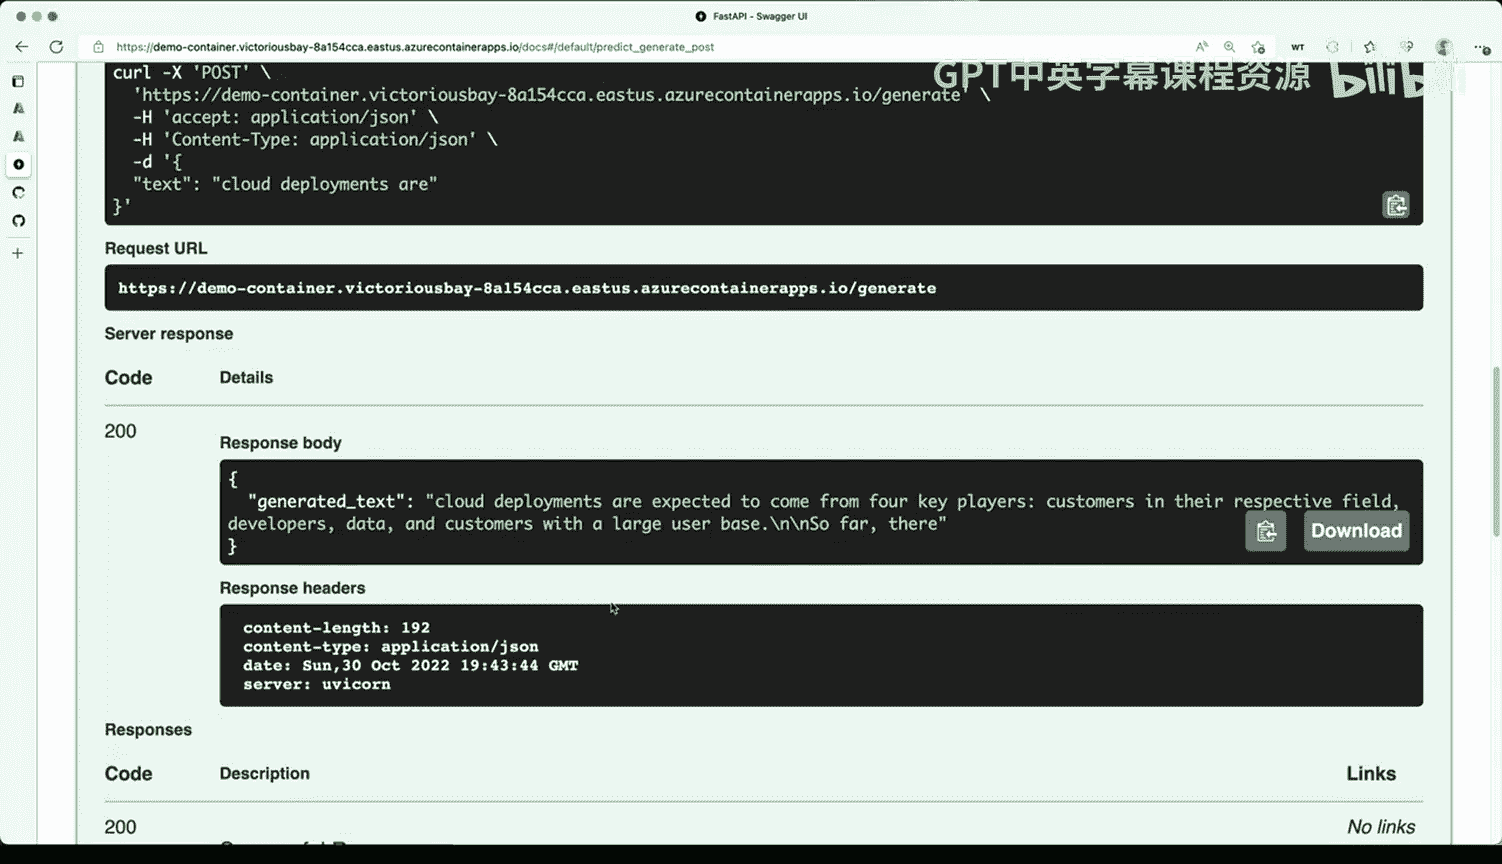 FastAPI - Swagger UI
https://demo-container.victoriousbay-8a154cca.eastus.azurecontainerapps.io/docs#/default/predict_generate_post
WT
GPT中英字幕课程资源 bilibili
curl -X 'POST' \
'https://demo-container.victoriousbay-8a154cca.eastus.azurecontainerapps.io/generate' \
-H 'accept: application/json' \
-H 'Content-Type: application/json' \
-d '{
"text": "cloud deployments are"
}'
Request URL
https://demo-container.victoriousbay-8a154cca.eastus.azurecontainerapps.io/generate
Server response
Code Details
200
Response body
{
"generated_text": "cloud deployments are expected to come from four key players: customers in their respective field,
developers, data, and customers with a large user base.\n\nSo far, there"
}
Download
Response headers
content-length: 192
content-type: application/json
date: Sun,30 Oct 2022 19:43:44 GMT
server: uvicorn
Responses
Code Description Links
200 No links